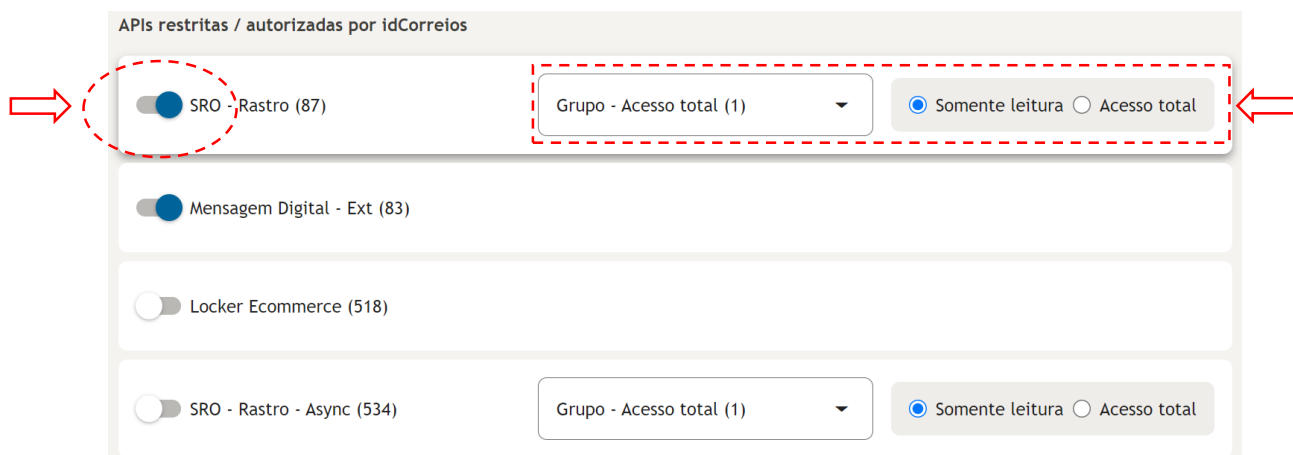 APIs restritas / autorizadas por idCorreios
SRO - Rastro (87) Grupo - Acesso total (1) Somente leitura Acesso total
Mensagem Digital - Ext (83)
Locker Ecommerce (518)
SRO - Rastro - Async (534) Grupo - Acesso total (1) Somente leitura Acesso total